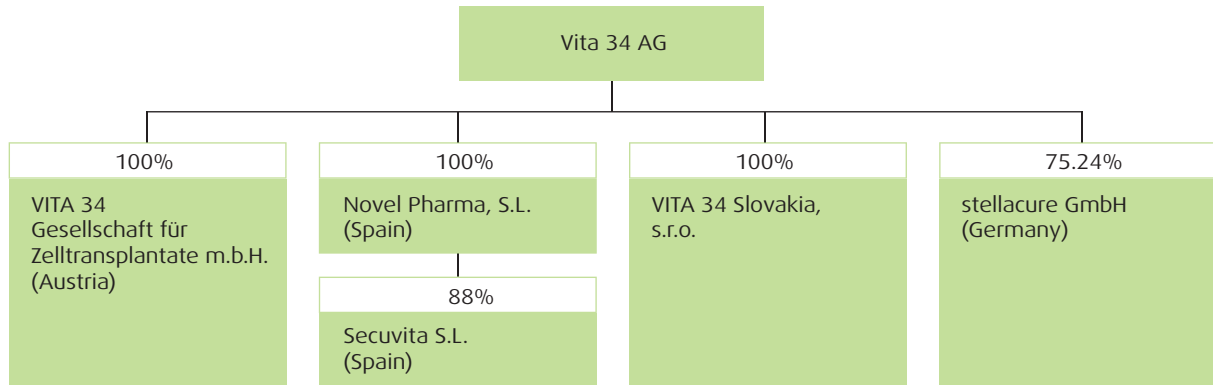 Vita 34 AG
100%
VITA 34
Gesellschaft für
Zelltransplantate m.b.H.
(Austria)
100%
Novel Pharma, S.L.
(Spain)
88%
Secuvita S.L.
(Spain)
100%
VITA 34 Slovakia,
s.r.o.
75.24%
stellacure GmbH
(Germany)